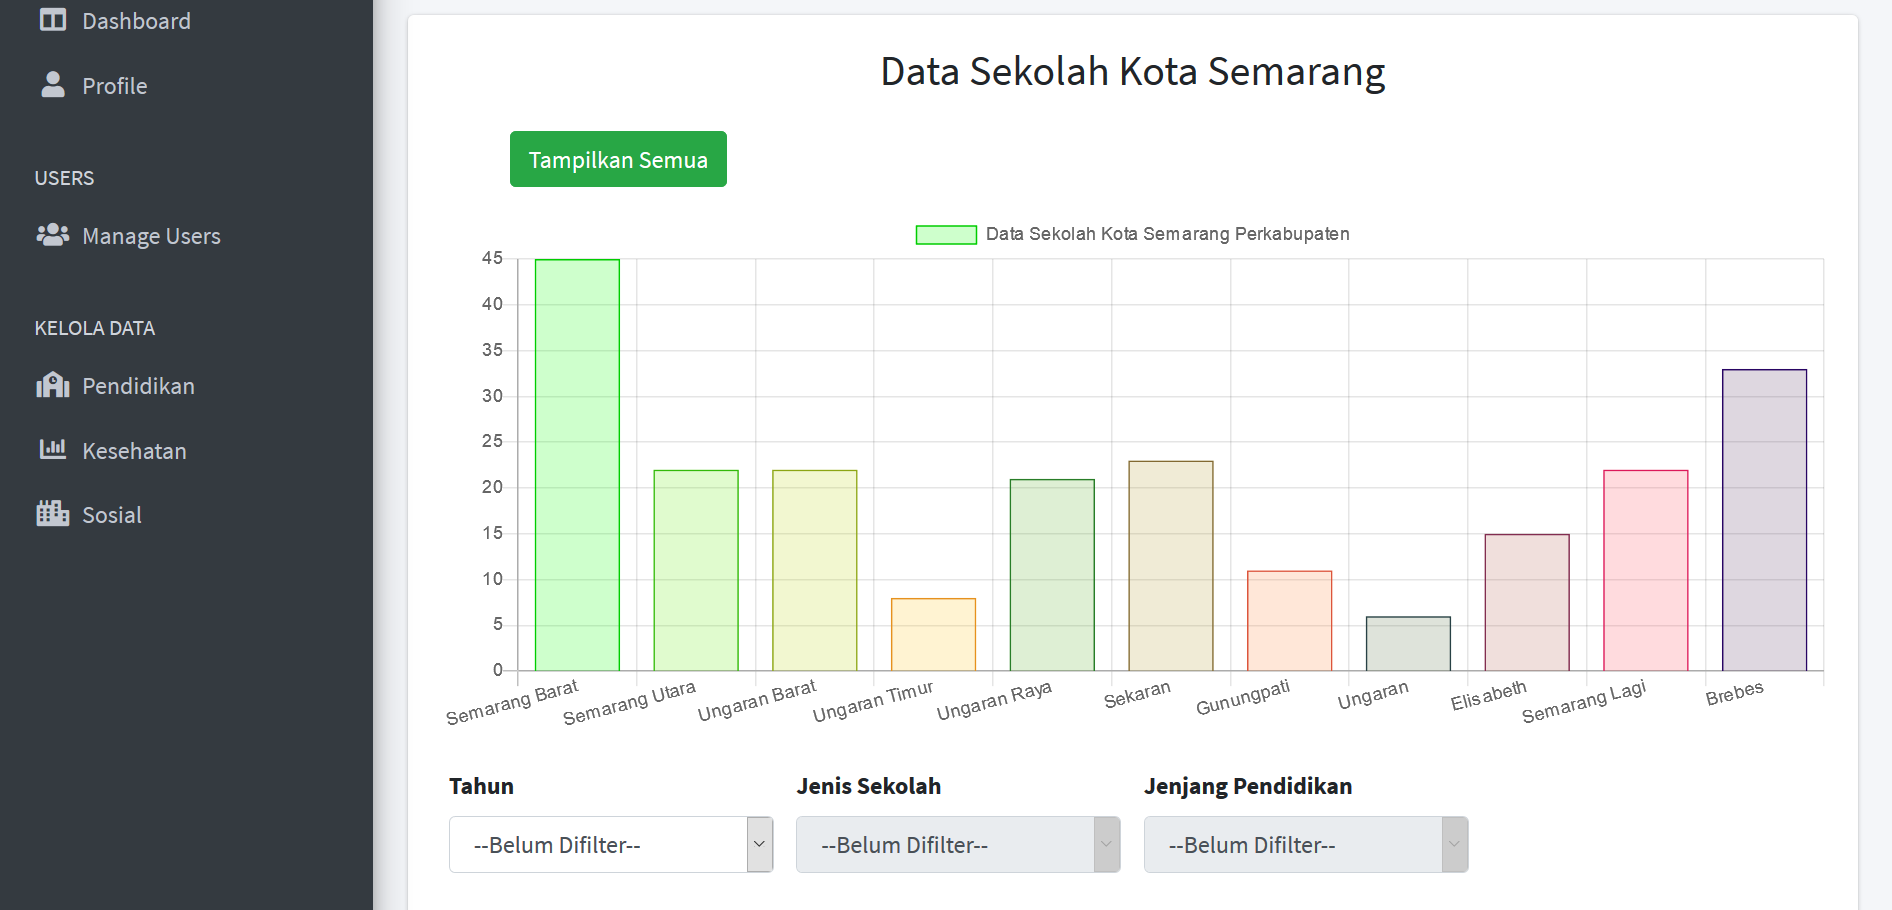 Dashboard
Profile
USERS
Manage Users
KELOLA DATA
Pendidikan
Kesehatan
Sosial
Data Sekolah Kota Semarang
Tampilkan Semua
Data Sekolah Kota Semarang Perkabupaten
45
40
35
30
25
20
15
10
5
0
Semarang Barat
Semarang Utara
Ungaran Barat
Ungaran Timur
Ungaran Raya
Sekaran
Gunungpati
Ungaran
Elisabeth
Semarang Lagi
Brebes
Tahun
--Belum Difilter--
Jenis Sekolah
--Belum Difilter--
Jenjang Pendidikan
--Belum Difilter--